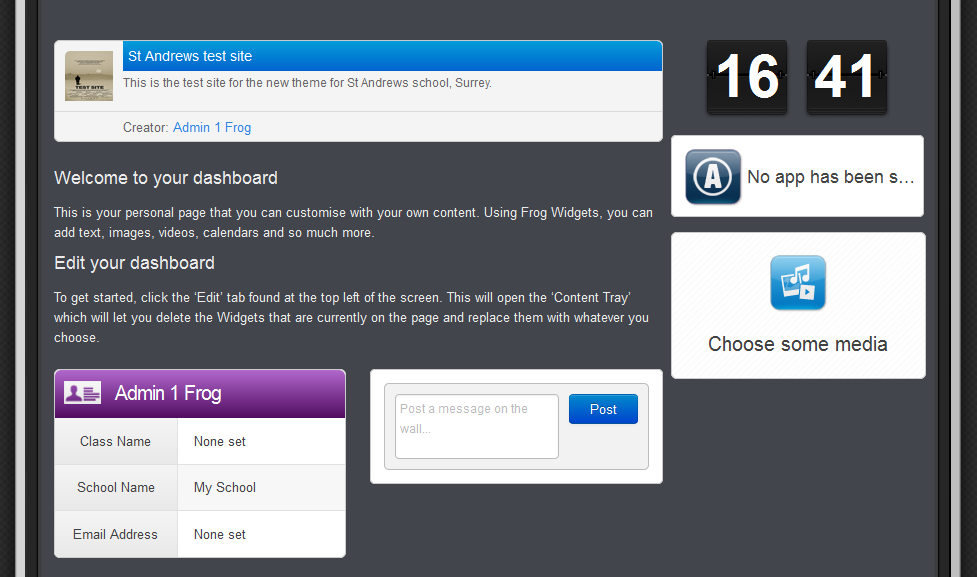 St Andrews test site
This is the test site for the new theme for St Andrews school, Surrey.
TEST SITE
Creator: Admin 1 Frog
16 41
No app has been s...
Choose some media
Welcome to your dashboard
This is your personal page that you can customise with your own content. Using Frog Widgets, you can
add text, images, videos, calendars and so much more.
Edit your dashboard
To get started, click the ‘Edit’ tab found at the top left of the screen. This will open the ‘Content Tray’
which will let you delete the Widgets that are currently on the page and replace them with whatever you
choose.
Admin 1 Frog
Class Name None set
School Name My School
Email Address None set
Post a message on the
wall...
Post